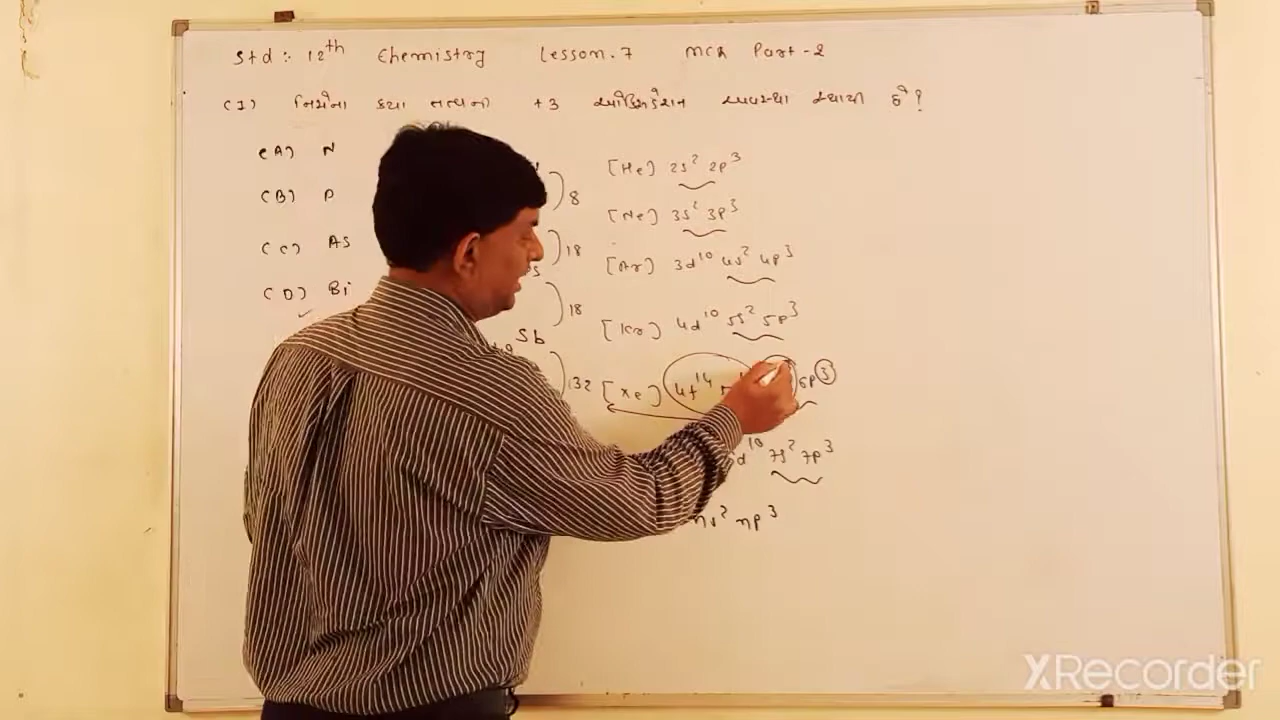 Std :- 12th Chemistry Lesson.7 MCQ Part-2
(1) નિચેના કયા તત્વની +3 ઓક્સિડેશન અવસ્થા સ્થાયી છે?
(A) N [He] 2s² 2p³
(B) P )8 [Ne] 3s² 3p³
(C) As )18 [Ar] 3d¹⁰ 4s² 4p³
(D) Bi )18 [Kr] 4d¹⁰ 5s² 5p³
Sb
)132 [Xe] 4f¹⁴ 6p³
d¹⁰ 7s² 7p³
ns² np³
XRecorder